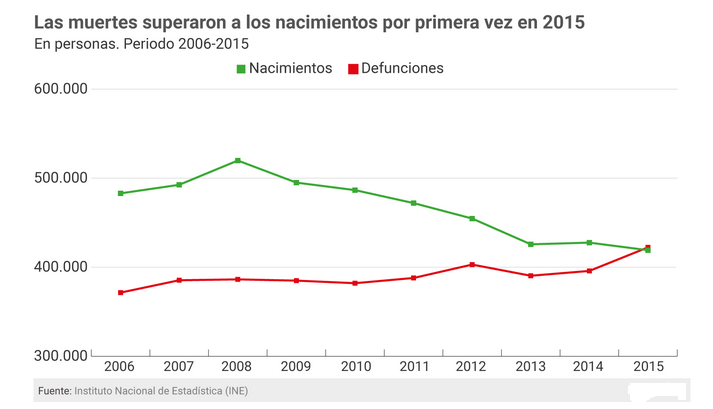 Las muertes superaron a los nacimientos por primera vez en 2015
En personas. Periodo 2006-2015
Nacimientos Defunciones
600.000
500.000
400.000
300.000
2006 2007 2008 2009 2010 2011 2012 2013 2014 2015
Fuente: Instituto Nacional de Estadística (INE)